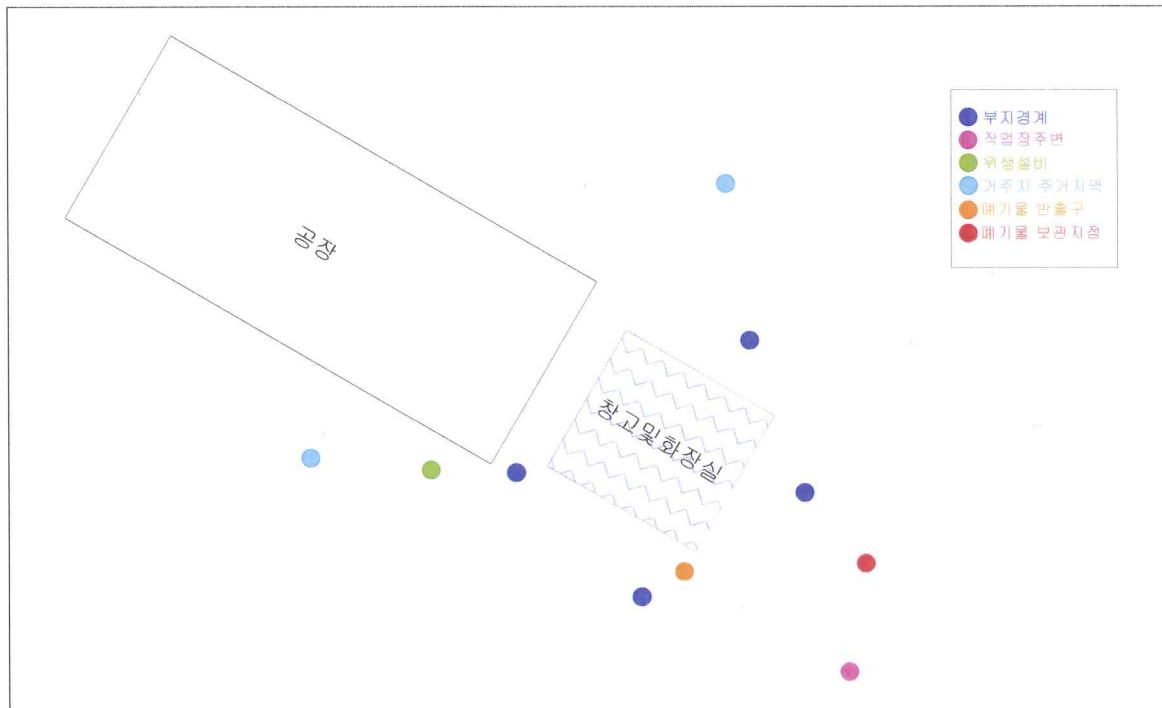 공장
창고및화장실
부지경계
작업장주변
위생설비
거주자 주거지역
폐기물 반출구
폐기물 보관지점